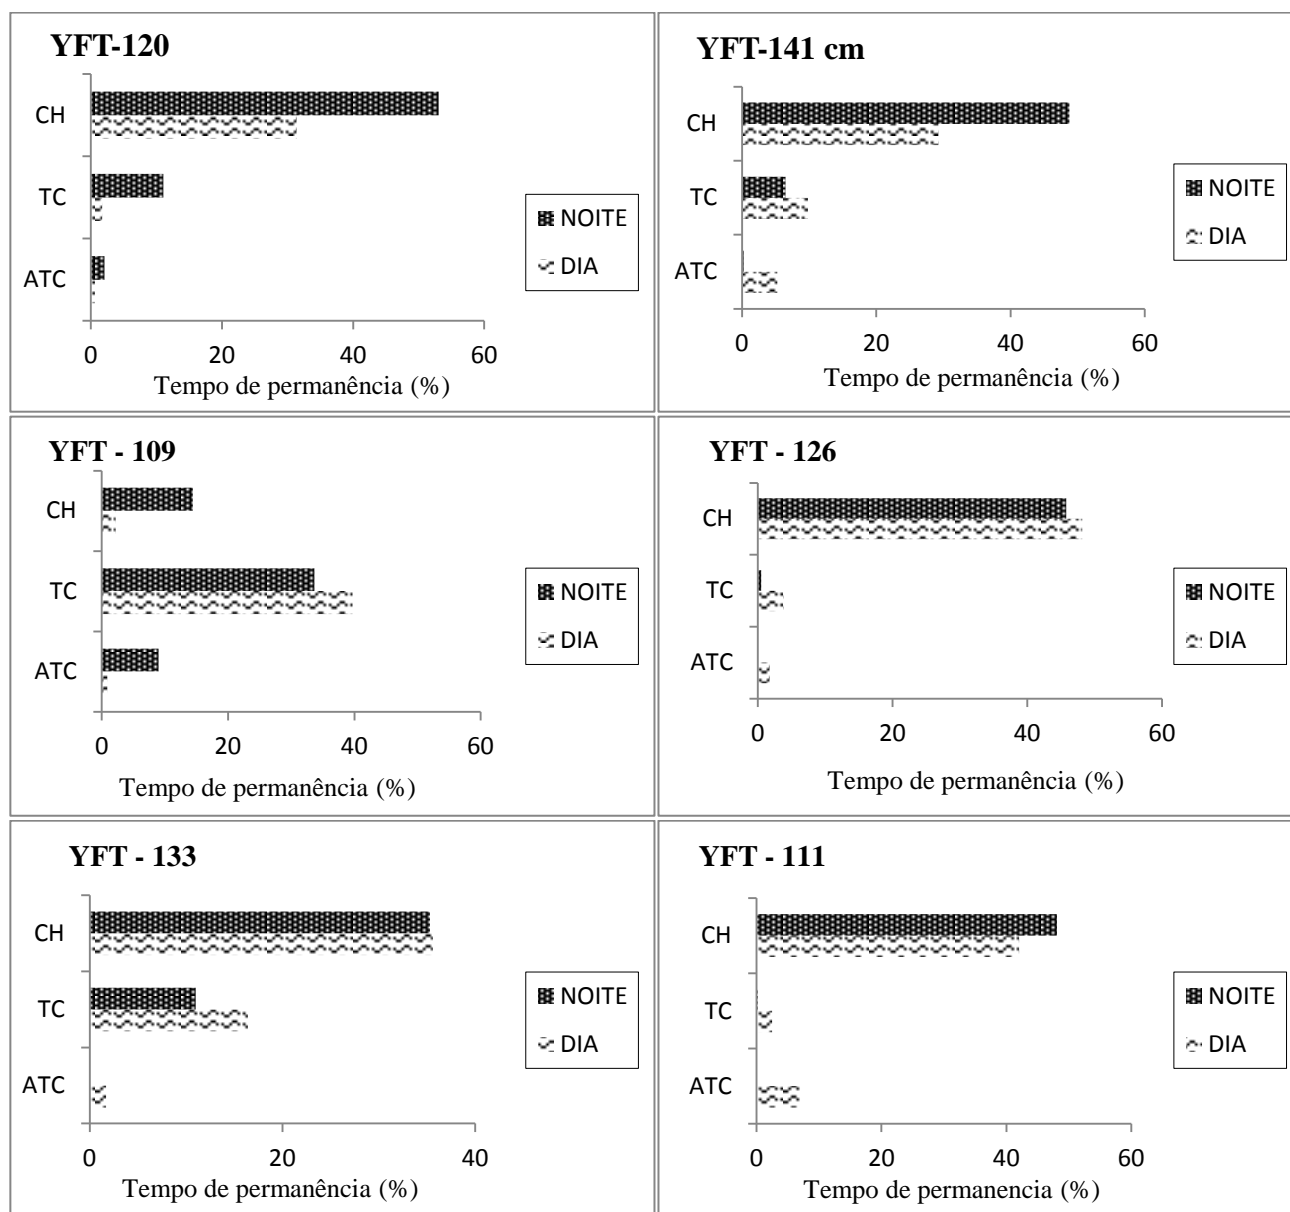 YFT-120
CH
TC
ATC
0 20 40 60
Tempo de permanência (%)
NOITE
DIA
YFT-141 cm
CH
TC
ATC
0 20 40 60
Tempo de permanência (%)
NOITE
DIA
YFT - 109
CH
TC
ATC
0 20 40 60
Tempo de permanência (%)
NOITE
DIA
YFT - 126
CH
TC
ATC
0 20 40 60
Tempo de permanência (%)
NOITE
DIA
YFT - 133
CH
TC
ATC
0 20 40
Tempo de permanência (%)
NOITE
DIA
YFT - 111
CH
TC
ATC
0 20 40 60
Tempo de permanencia (%)
NOITE
DIA